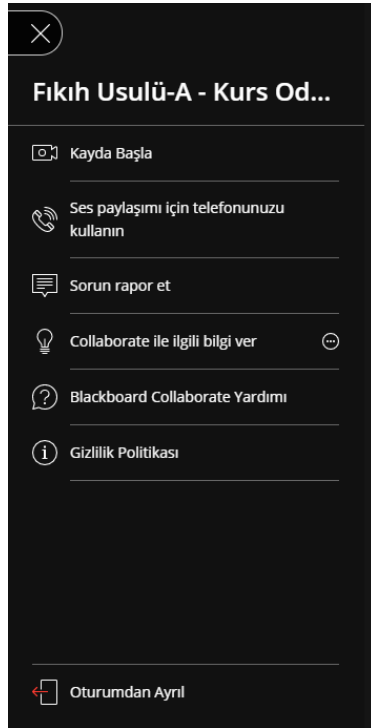 Fıkıh Usulü-A - Kurs Od...
Kayda Başla
Ses paylaşımı için telefonunuzu
kullanın
Sorun rapor et
Collaborate ile ilgili bilgi ver
Blackboard Collaborate Yardımı
Gizlilik Politikası
Oturumdan Ayrıl